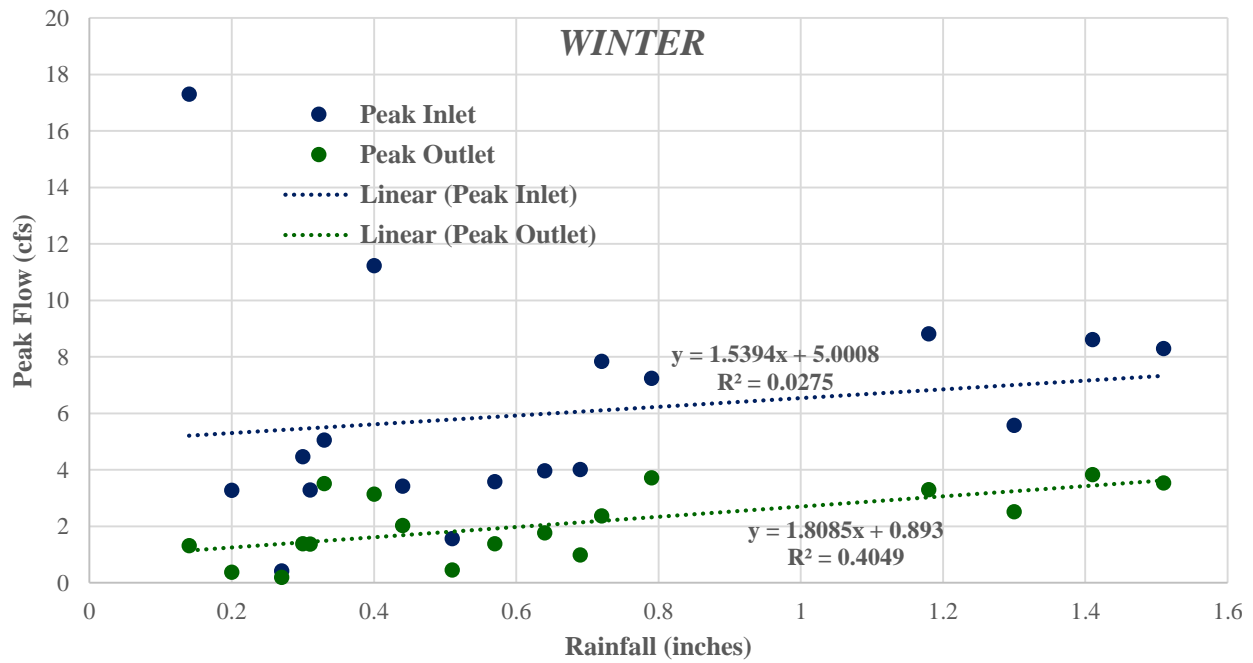 WINTER
20
18
16
14
12
10
8
6
4
2
0
Peak Flow (cfs)
Peak Inlet
Peak Outlet
Linear (Peak Inlet)
Linear (Peak Outlet)
y = 1.5394x + 5.0008
R² = 0.0275
y = 1.8085x + 0.893
R² = 0.4049
0 0.2 0.4 0.6 0.8 1 1.2 1.4 1.6
Rainfall (inches)